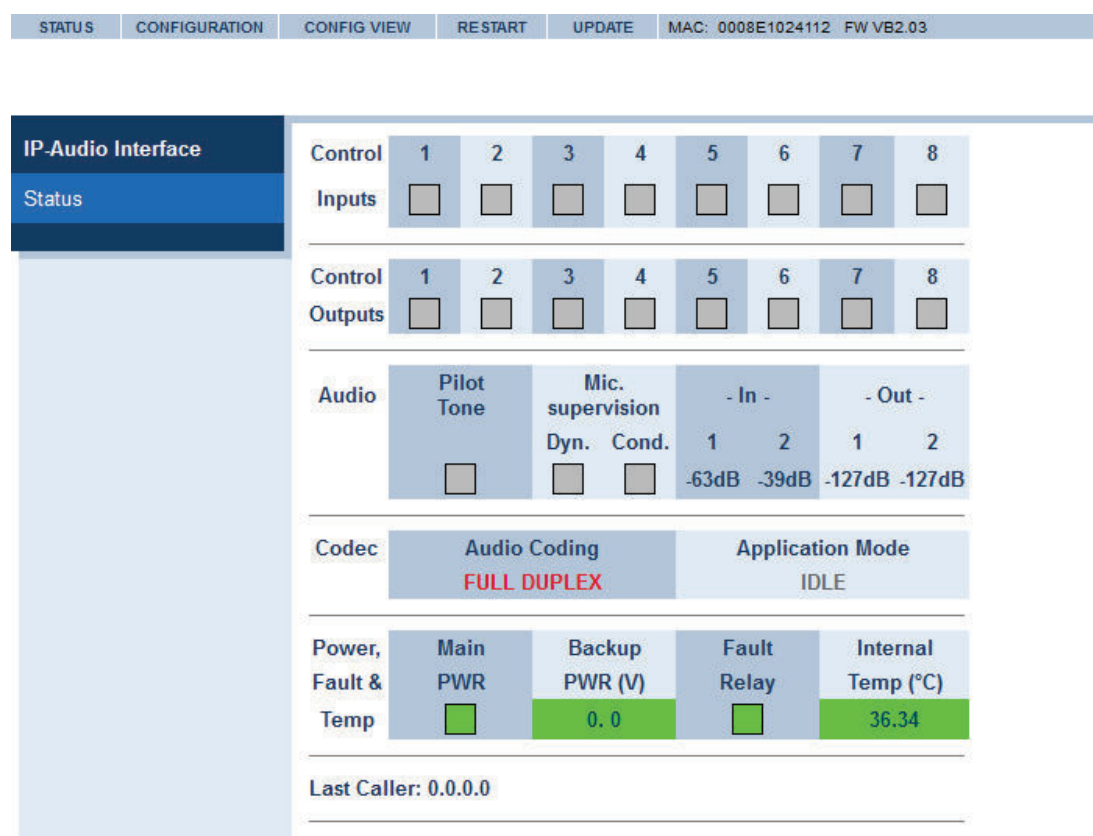 STATUS CONFIGURATION CONFIG VIEW RESTART UPDATE MAC: 0008E1024112 FW VB2.03
IP-Audio Interface
Status
Control 1 2 3 4 5 6 7 8
Inputs
Control 1 2 3 4 5 6 7 8
Outputs
Audio
Pilot
Tone
Mic.
supervision
Dyn. Cond.
- In -
1 2
-63dB -39dB
- Out -
1 2
-127dB -127dB
Codec
Audio Coding
FULL DUPLEX
Application Mode
IDLE
Power,
Fault &
Temp
Main
PWR
Backup
PWR (V)
0. 0
Fault
Relay
Internal
Temp (°C)
36.34
Last Caller: 0.0.0.0